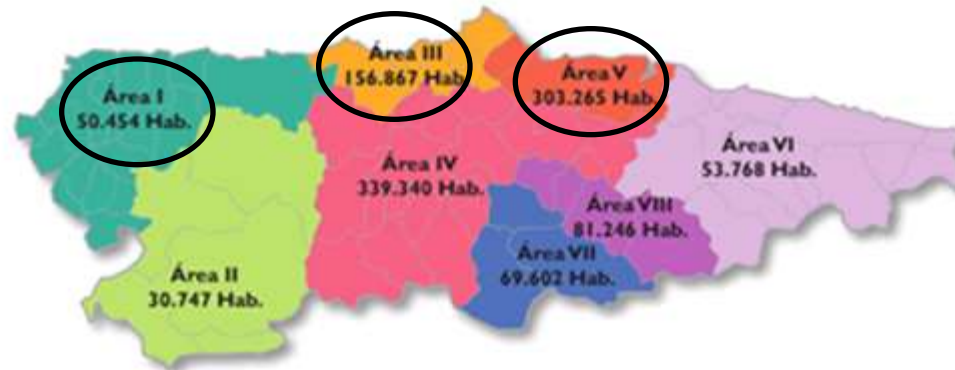 Área I
50.454 Hab.
Área II
30.747 Hab.
Área III
156.867 Hab.
Área IV
339.340 Hab.
Área V
303.265 Hab.
Área VI
53.768 Hab.
Área VII
69.602 Hab.
Área VIII
81.246 Hab.